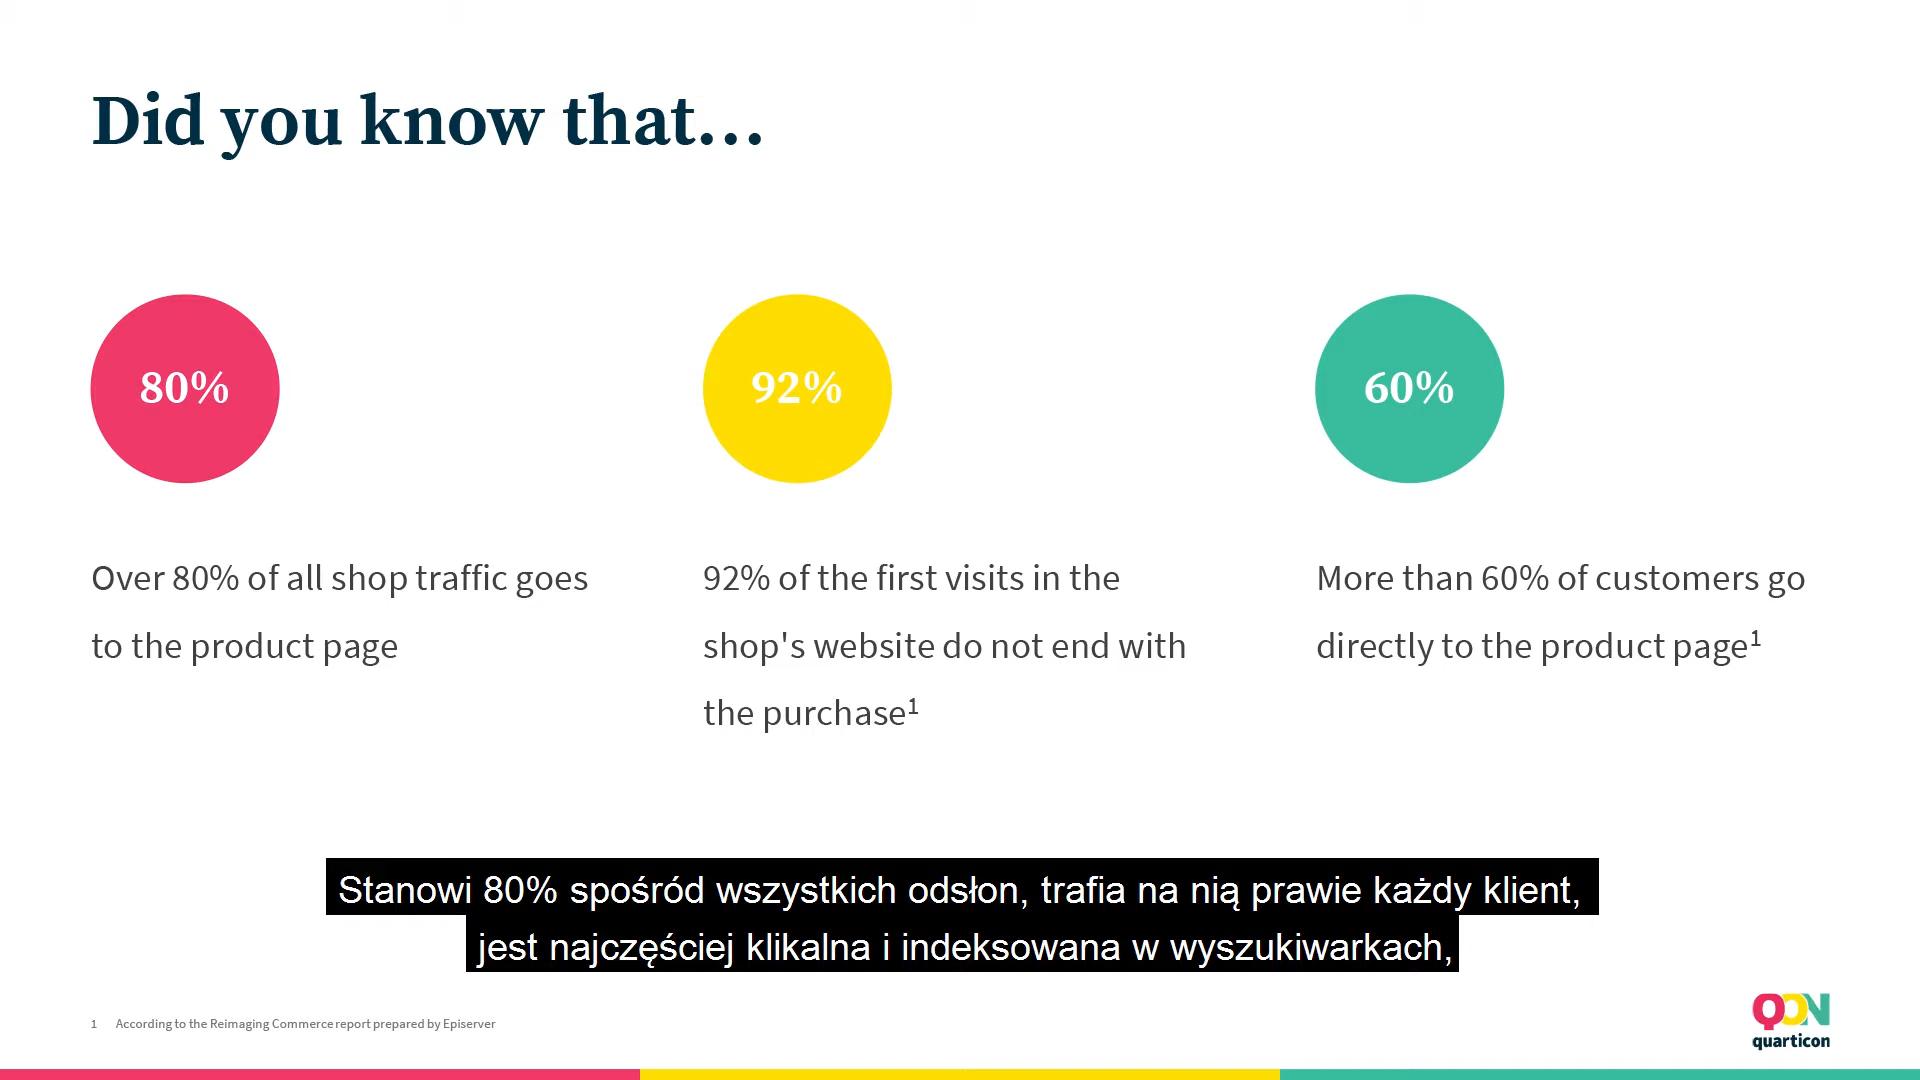 Did you know that…
80%
92%
60%
Over 80% of all shop traffic goes
to the product page
92% of the first visits in the
shop's website do not end with
the purchase¹
More than 60% of customers go
directly to the product page¹
Stanowi 80% spośród wszystkich odsłon, trafia na nią prawie każdy klient,
jest najczęściej klikalna i indeksowana w wyszukiwarkach,
1 According to the Reimaging Commerce report prepared by Episerver
QON
quarticon